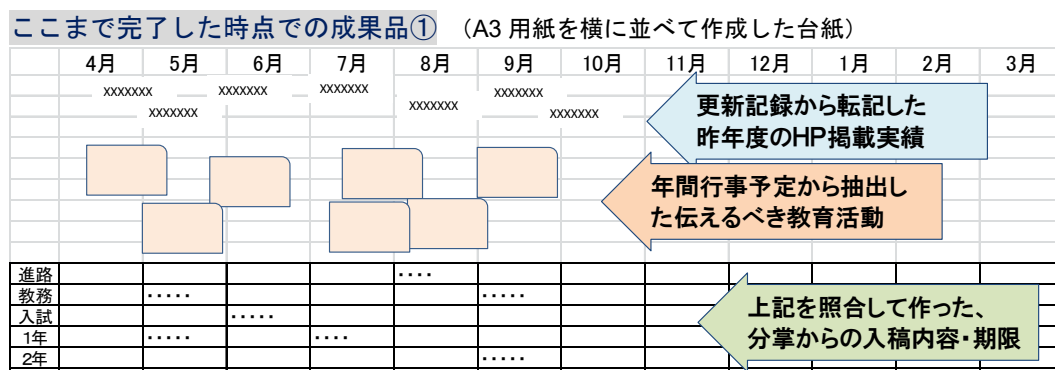 ここまで完了した時点での成果品① （A3 用紙を横に並べて作成した台紙）
4月 5月 6月 7月 8月 9月 10月 11月 12月 1月 2月 3月
xxxxxxx xxxxxxx xxxxxxx xxxxxxx
xxxxxxx xxxxxxx xxxxxxx
更新記録から転記した
昨年度のHP掲載実績
年間行事予定から抽出し
た伝えるべき教育活動
進路 ････
教務 ･････ ･････
入試 ･････
1年 ･････ ････
2年 ･････
上記を照合して作った、
分掌からの入稿内容・期限